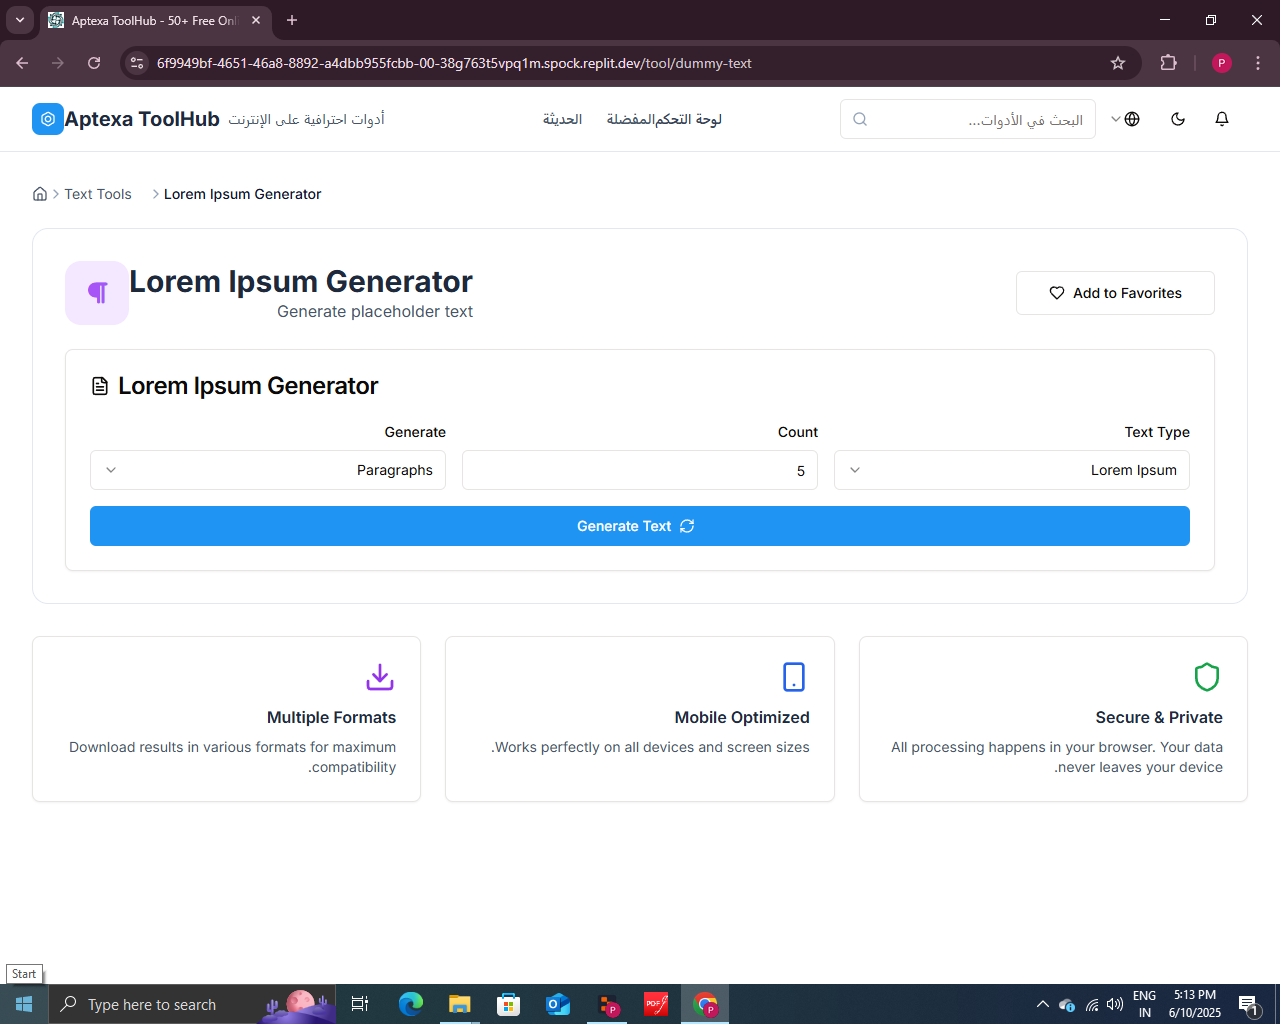 Aptexa ToolHub - 50+ Free Onl
6f9949bf-4651-46a8-8892-a4dbb955fcbb-00-38g763t5vpq1m.spock.replit.dev/tool/dummy-text
P
Aptexa ToolHub
أدوات احترافية على الإنترنت
لوحة التحكم
المفضلة
الحديثة
البحث في الأدوات...
Text Tools
Lorem Ipsum Generator
Lorem Ipsum Generator
Generate placeholder text
Add to Favorites
Lorem Ipsum Generator
Generate
Count
Text Type
Paragraphs
5
Lorem Ipsum
Generate Text
Multiple Formats
Download results in various formats for maximum
.compatibility
Mobile Optimized
.Works perfectly on all devices and screen sizes
Secure & Private
All processing happens in your browser. Your data
.never leaves your device
Start
Type here to search
P
PDF
P
ENG
IN
5:13 PM
6/10/2025
1